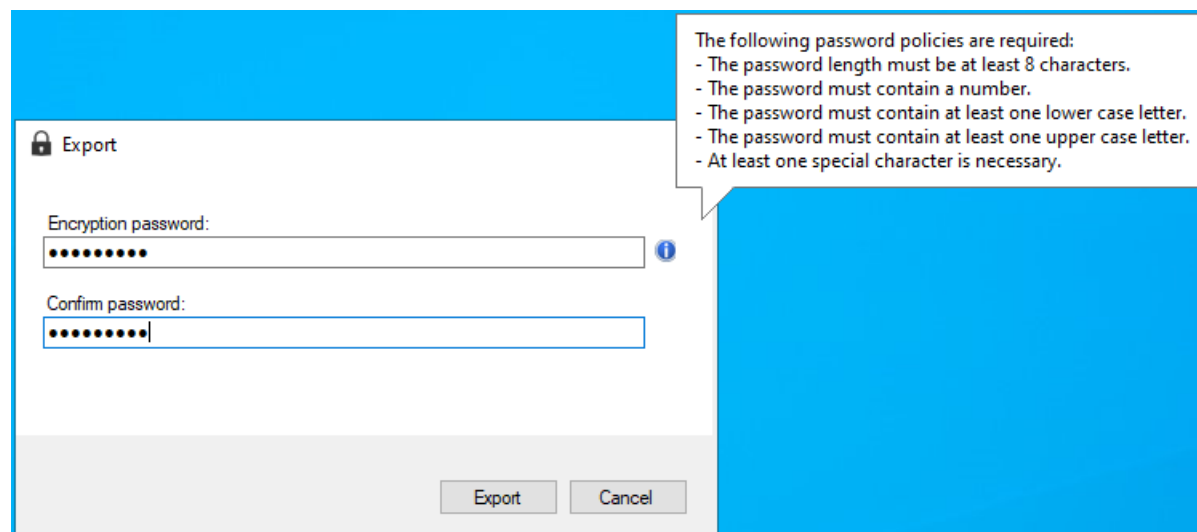 The following password policies are required:
- The password length must be at least 8 characters.
- The password must contain a number.
- The password must contain at least one lower case letter.
- The password must contain at least one upper case letter.
- At least one special character is necessary.
Export
Encryption password:
●●●●●●●●●
Confirm password:
●●●●●●●●●
Export
Cancel